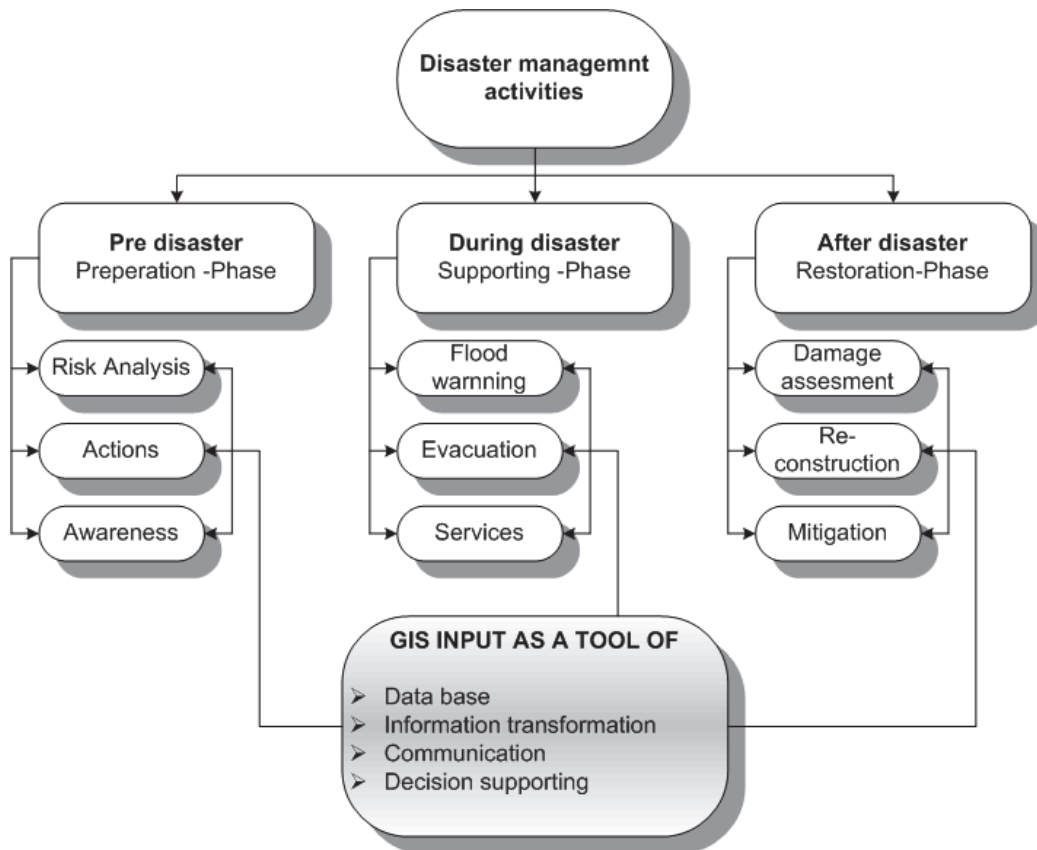 Disaster managemnt
activities
Pre disaster
Preperation -Phase
During disaster
Supporting -Phase
After disaster
Restoration-Phase
Risk Analysis
Actions
Awareness
Flood
warnning
Evacuation
Services
Damage
assesment
Re-
construction
Mitigation
GIS INPUT AS A TOOL OF
➢ Data base
➢ Information transformation
➢ Communication
➢ Decision supporting